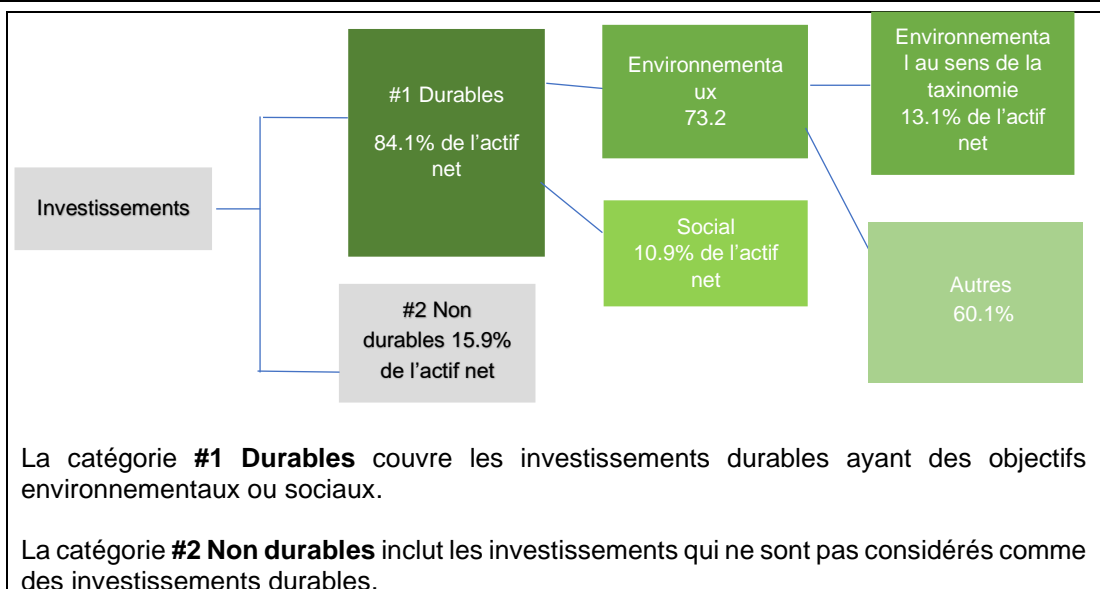 Investissements
#1 Durables
84.1% de l’actif
net
#2 Non
durables 15.9%
de l’actif net
Environnementa
ux
73.2
Social
10.9% de l’actif
net
Environnementa
l au sens de la
taxinomie
13.1% de l’actif
net
Autres
60.1%
La catégorie #1 Durables couvre les investissements durables ayant des objectifs
environnementaux ou sociaux.
La catégorie #2 Non durables inclut les investissements qui ne sont pas considérés comme
des investissements durables.